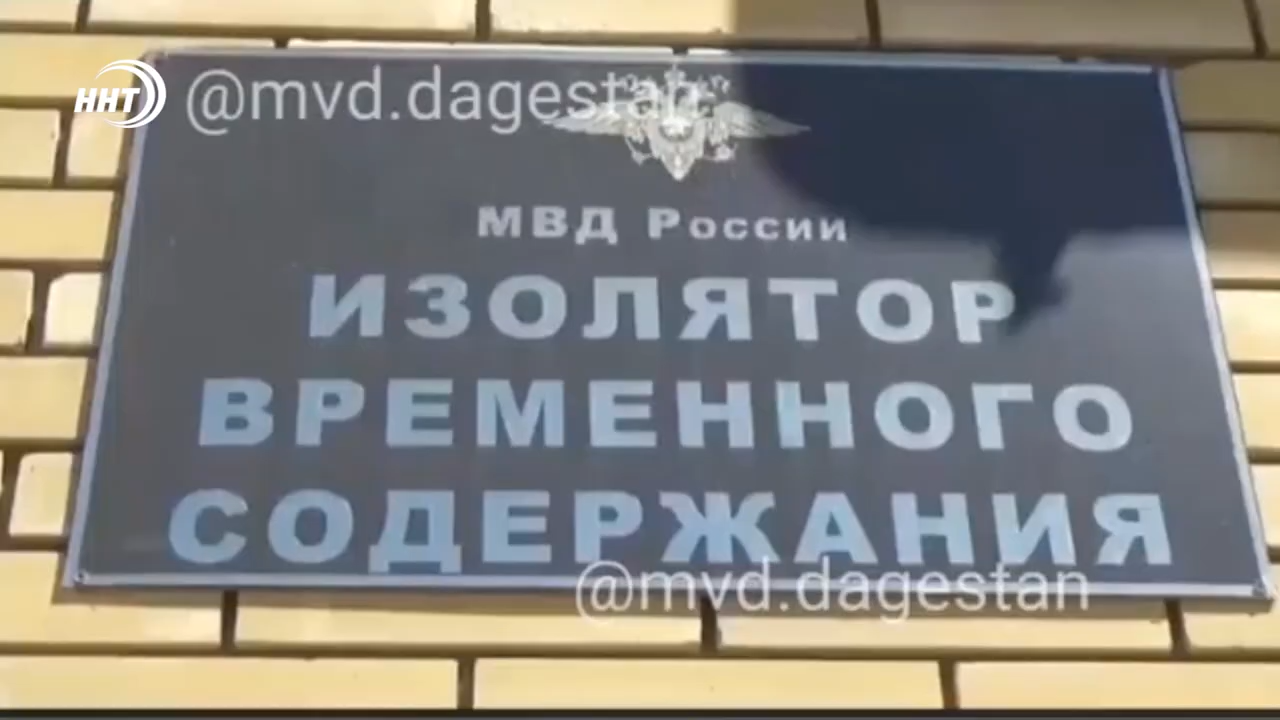 ННТ @mvd.dagestan
МВД России
ИЗОЛЯТОР
ВРЕМЕННОГО
СОДЕРЖАНИЯ
@mvd.dagestan